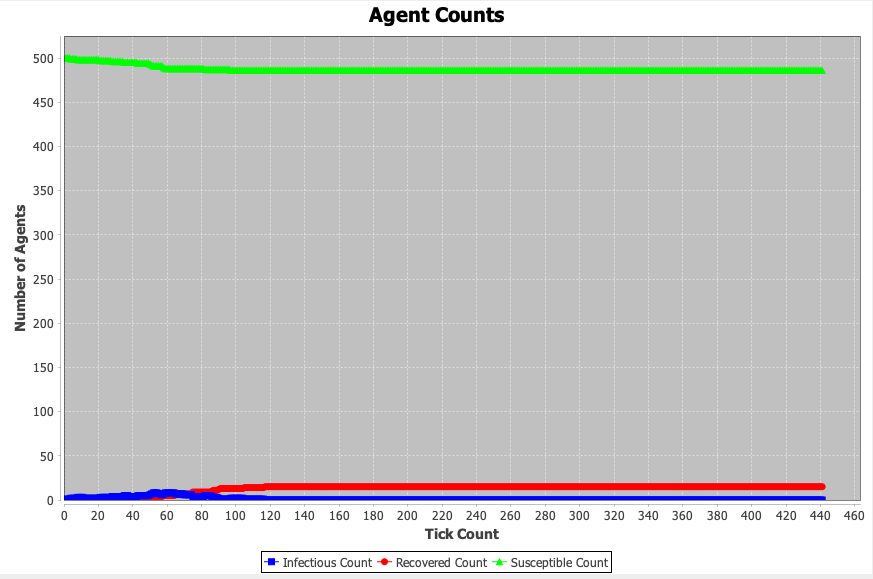 Agent Counts
Number of Agents
500
450
400
350
300
250
200
150
100
50
0
0 20 40 60 80 100 120 140 160 180 200 220 240 260 280 300 320 340 360 380 400 420 440 460
Tick Count
Infectious Count Recovered Count Susceptible Count